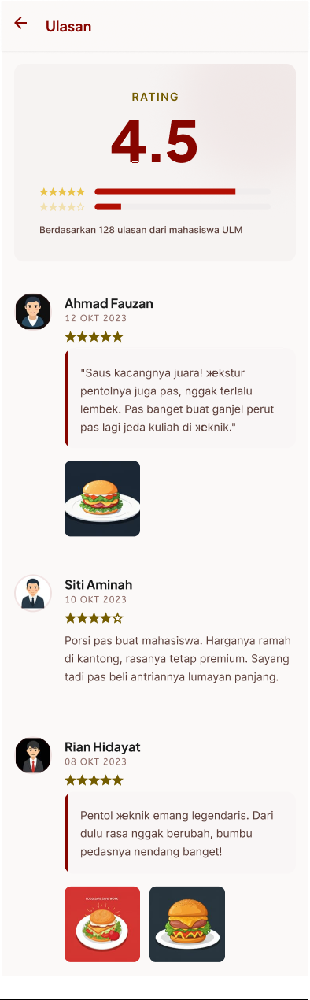 Ulasan
RATING
4.5
Berdasarkan 128 ulasan dari mahasiswa ULM
Ahmad Fauzan
12 OKT 2023
"Saus kacangnya juara! жekstur
pentolnya juga pas, nggak terlalu
lembek. Pas banget buat ganjel perut
pas lagi jeda kuliah di жeknik."
Siti Aminah
10 OKT 2023
Porsi pas buat mahasiswa. Harganya ramah
di kantong, rasanya tetap premium. Sayang
tadi pas beli antriannya lumayan panjang.
Rian Hidayat
08 OKT 2023
Pentol жeknik emang legendaris. Dari
dulu rasa nggak berubah, bumbu
pedasnya nendang banget!